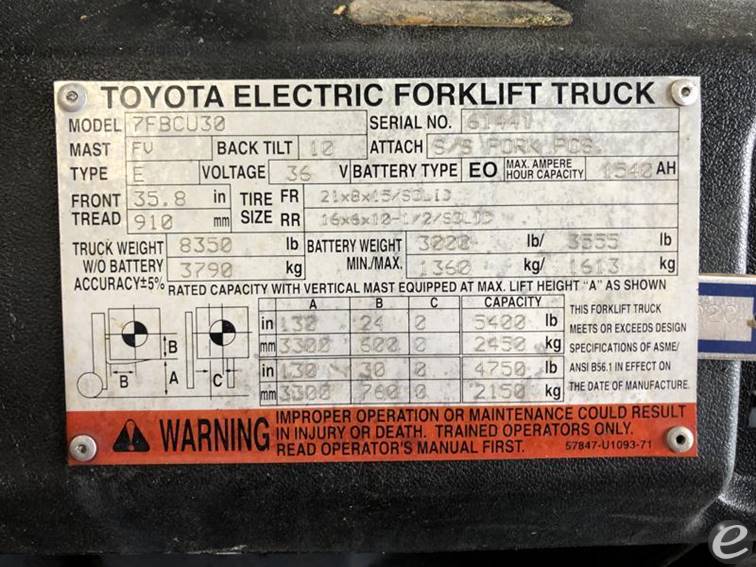 TOYOTA ELECTRIC FORKLIFT TRUCK
MODEL 7FBCU30 SERIAL NO. 61441
MAST FV BACK TILT 10 ATTACH S/S FORK POS.
TYPE E VOLTAGE 36 V BATTERY TYPE EO MAX. AMPERE HOUR CAPACITY 1540 AH
FRONT TREAD 35.8 in 910 mm
TIRE SIZE FR 21x8x15/SOLID
RR 16x6x10-1/2/SOLID
TRUCK WEIGHT W/O BATTERY ACCURACY±5% 8350 lb 3790 kg
BATTERY WEIGHT MIN./MAX. 3000 lb/ 3555 lb
1360 kg/ 1613 kg
RATED CAPACITY WITH VERTICAL MAST EQUIPPED AT MAX. LIFT HEIGHT "A" AS SHOWN
A B C CAPACITY
in 130 24 0 5400 lb
mm 3300 600 0 2450 kg
in 130 30 0 4750 lb
mm 3300 760 0 2150 kg
B B A C
THIS FORKLIFT TRUCK
MEETS OR EXCEEDS DESIGN
SPECIFICATIONS OF ASME/
ANSI B56.1 IN EFFECT ON
THE DATE OF MANUFACTURE.
WARNING
IMPROPER OPERATION OR MAINTENANCE COULD RESULT
IN INJURY OR DEATH. TRAINED OPERATORS ONLY.
READ OPERATOR'S MANUAL FIRST. 57847-U1093-71
e